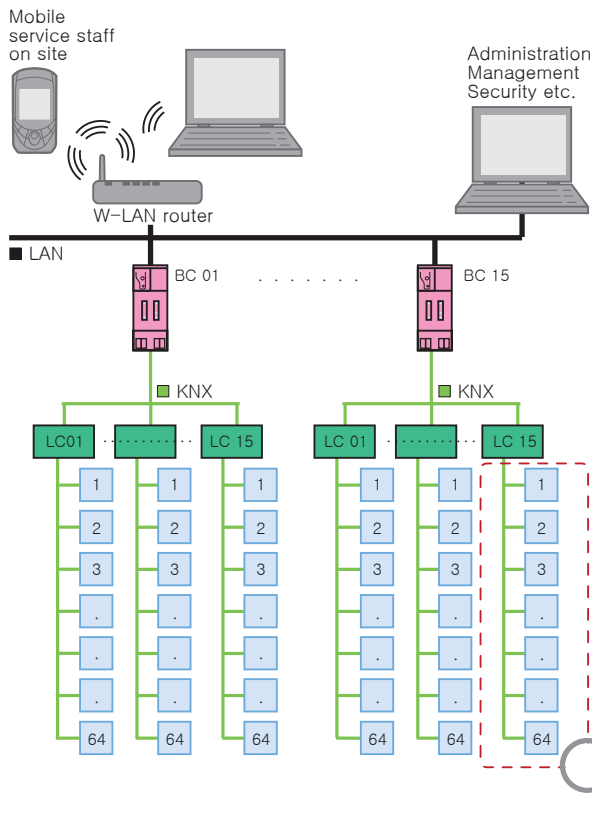 Mobile
service staff
on site
Administration
Management
Security etc.
W-LAN router
LAN
BC 01 . . . . . . . BC 15
KNX KNX
LC01 ........... LC 15 LC 01 ........... LC 15
1 1 1 1 1 1
2 2 2 2 2 2
3 3 3 3 3 3
. . . . . .
. . . . . .
. . . . . .
64 64 64 64 64 64